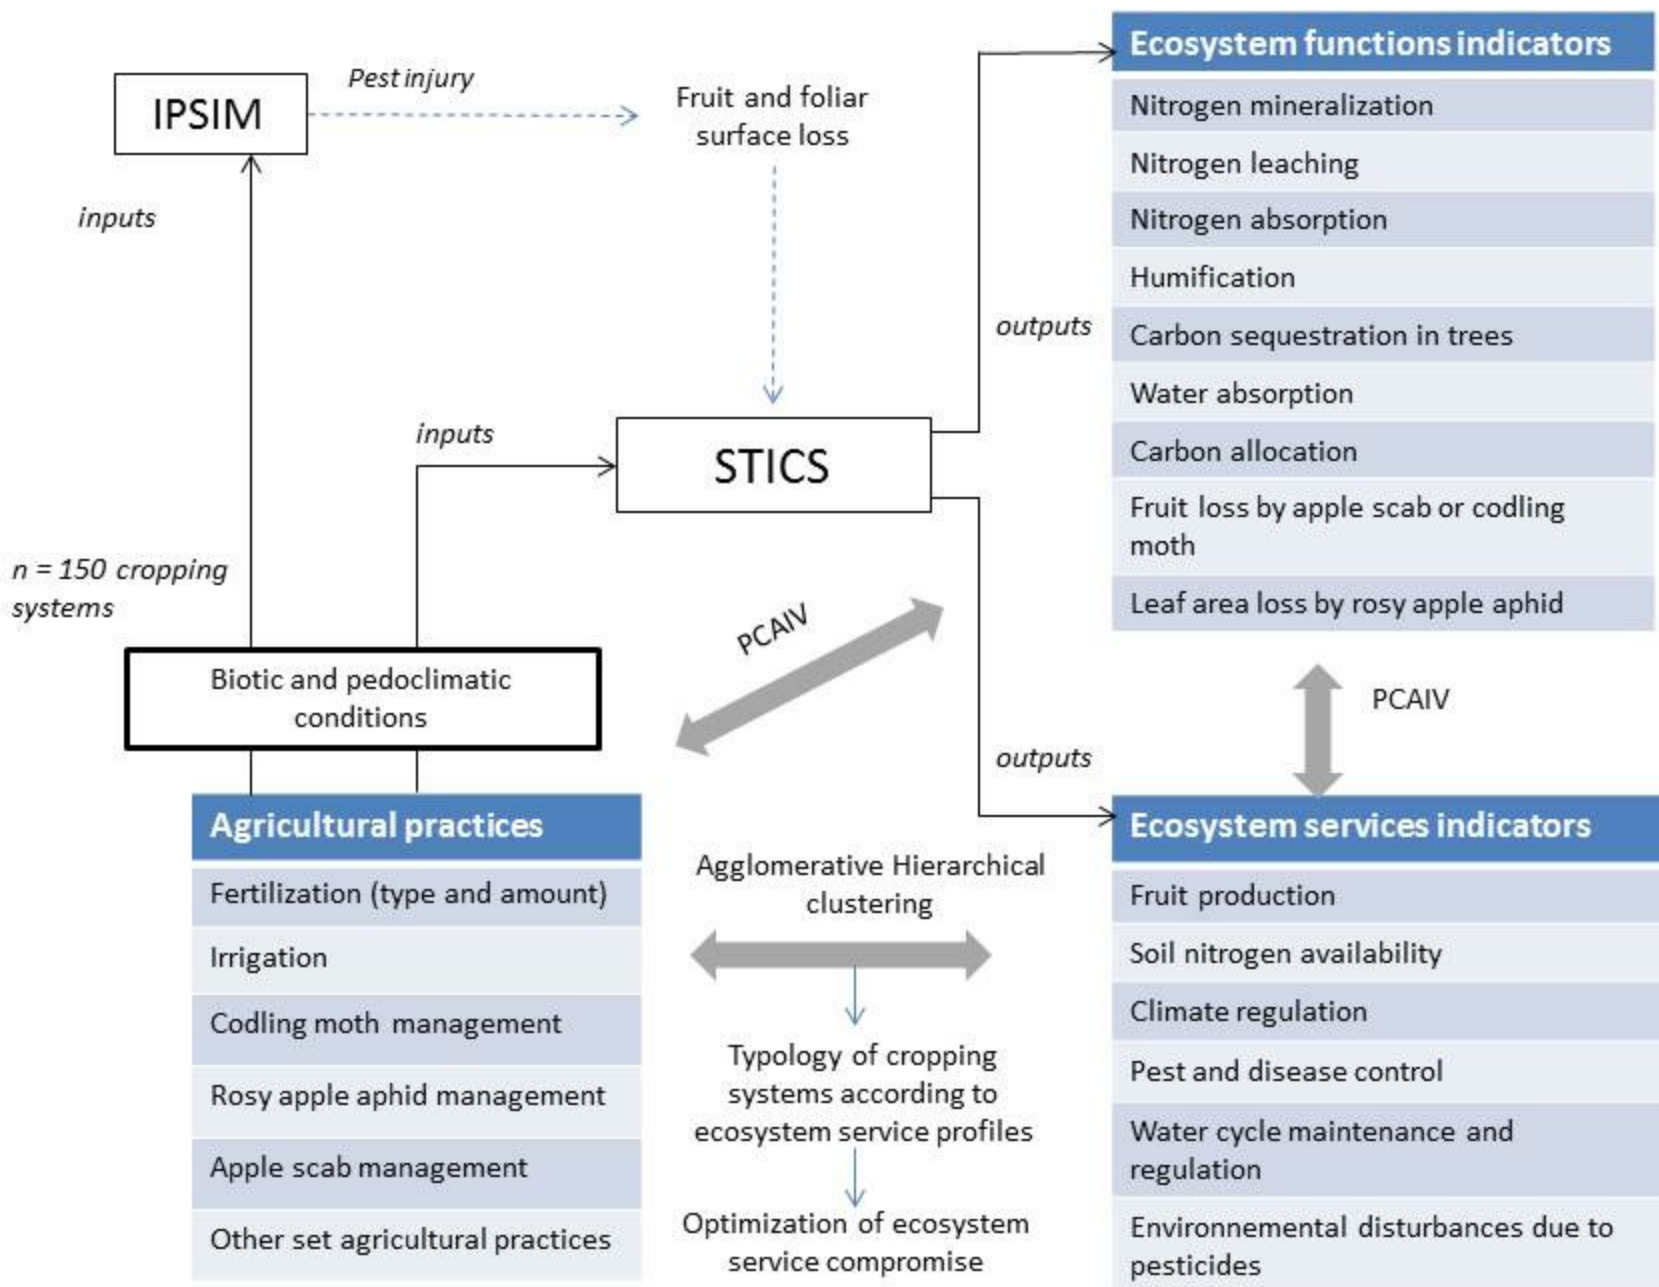 IPSIM
Pest injury
Fruit and foliar
surface loss
inputs
inputs
STICS
outputs
outputs
n = 150 cropping
systems
Biotic and pedoclimatic
conditions
PCAIV
Agricultural practices
Fertilization (type and amount)
Irrigation
Codling moth management
Rosy apple aphid management
Apple scab management
Other set agricultural practices
Agglomerative Hierarchical
clustering
Typology of cropping
systems according to
ecosystem service profiles
Optimization of ecosystem
service compromise
Ecosystem functions indicators
Nitrogen mineralization
Nitrogen leaching
Nitrogen absorption
Humification
Carbon sequestration in trees
Water absorption
Carbon allocation
Fruit loss by apple scab or codling
moth
Leaf area loss by rosy apple aphid
PCAIV
Ecosystem services indicators
Fruit production
Soil nitrogen availability
Climate regulation
Pest and disease control
Water cycle maintenance and
regulation
Environnemental disturbances due to
pesticides